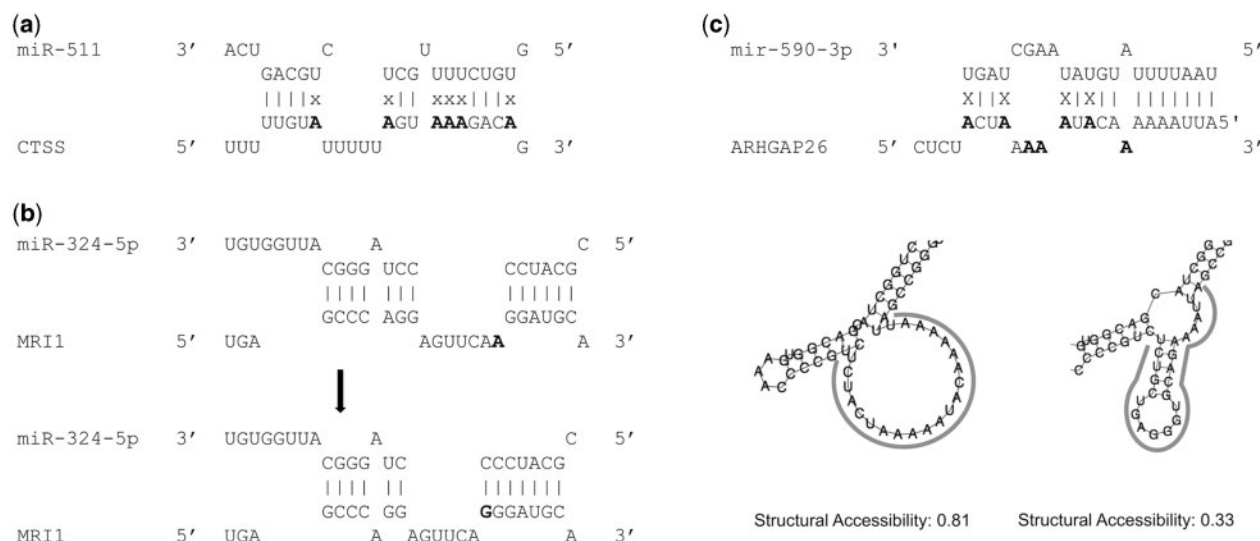 (a)
miR-511 3′ ACU C U G 5′
GACGU UCG UUUCUGU
||||x x|| xxx|||x
UUGUA AGU AAAGACA
CTSS 5′ UUU UUUUU G 3′
(b)
miR-324-5p 3′ UGUGGUUA A C 5′
CGGG UCC CCUACG
|||| ||| ||||||
GCCC AGG GGAUGC
MRI1 5′ UGA AGUUCAA A 3′
miR-324-5p 3′ UGUGGUUA A C 5′
CGGG UC CCCUACG
|||| || |||||||
GCCC GG GGGAUGC
MRI1 5′ UGA A AGUUCA A 3′
(c)
mir-590-3p 3' CGAA A 5′
UGAU UAUGU UUUUAAU
X||X X|X|| |||||||
ACUA AUACA AAAAUUA5'
ARHGAP26 5′ CUCU AAA A 3′
Structural Accessibility: 0.81
Structural Accessibility: 0.33